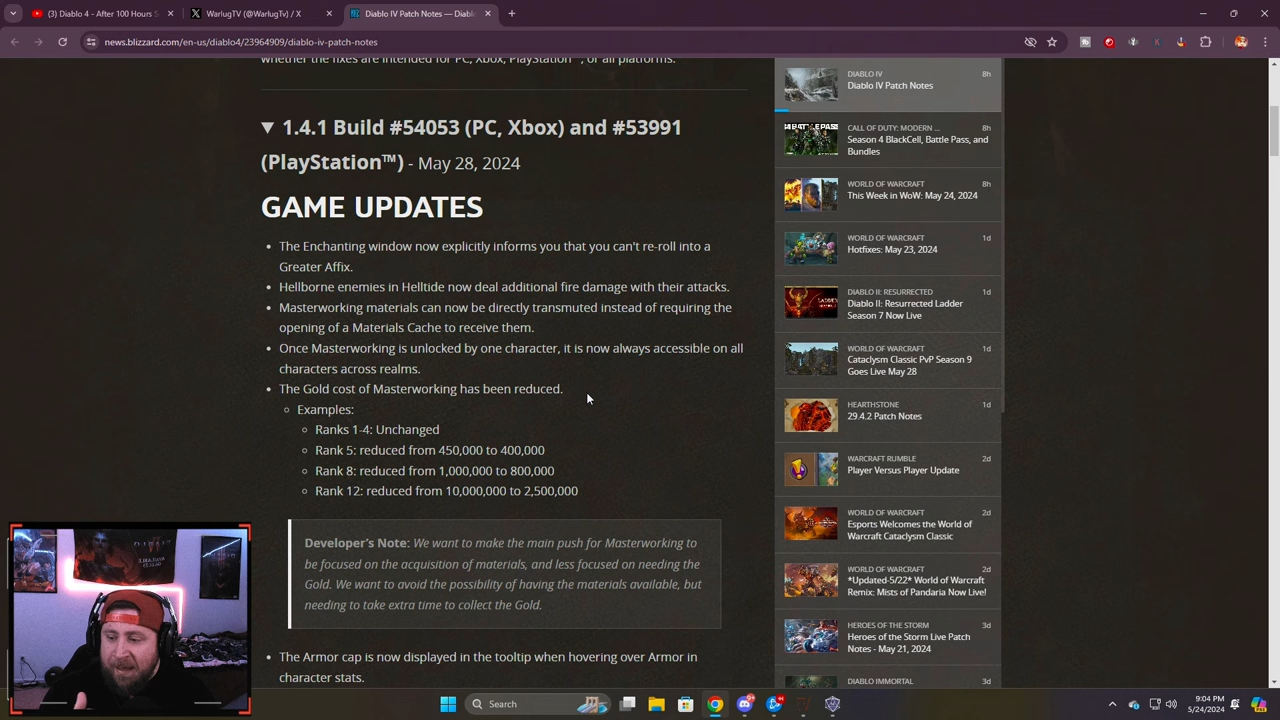 (3) Diablo 4 - After 100 Hours S
WarlugTV (@WarlugTv) / X
Diablo IV Patch Notes — Diablo
news.blizzard.com/en-us/diablo4/23964909/diablo-iv-patch-notes
whether the fixes are intended for PC, Xbox, PlayStation™, or all platforms.
1.4.1 Build #54053 (PC, Xbox) and #53991
(PlayStation™) - May 28, 2024
GAME UPDATES
• The Enchanting window now explicitly informs you that you can't re-roll into a
Greater Affix.
• Hellborne enemies in Helltide now deal additional fire damage with their attacks.
• Masterworking materials can now be directly transmuted instead of requiring the
opening of a Materials Cache to receive them.
• Once Masterworking is unlocked by one character, it is now always accessible on all
characters across realms.
• The Gold cost of Masterworking has been reduced.
Examples:
Ranks 1-4: Unchanged
Rank 5: reduced from 450,000 to 400,000
Rank 8: reduced from 1,000,000 to 800,000
Rank 12: reduced from 10,000,000 to 2,500,000
Developer's Note: We want to make the main push for Masterworking to
be focused on the acquisition of materials, and less focused on needing the
Gold. We want to avoid the possibility of having the materials available, but
needing to take extra time to collect the Gold.
• The Armor cap is now displayed in the tooltip when hovering over Armor in
character stats.
DIABLO IV 8h
Diablo IV Patch Notes
CALL OF DUTY: MODERN ... 8h
Season 4 BlackCell, Battle Pass, and
Bundles
WORLD OF WARCRAFT 8h
This Week in WoW: May 24, 2024
WORLD OF WARCRAFT 1d
Hotfixes: May 23, 2024
DIABLO II: RESURRECTED 1d
Diablo II: Resurrected Ladder
Season 7 Now Live
WORLD OF WARCRAFT 1d
Cataclysm Classic PvP Season 9
Goes Live May 28
HEARTHSTONE 1d
29.4.2 Patch Notes
WARCRAFT RUMBLE 2d
Player Versus Player Update
WORLD OF WARCRAFT 2d
Esports Welcomes the World of
Warcraft Cataclysm Classic
WORLD OF WARCRAFT 2d
*Updated-5/22* World of Warcraft
Remix: Mists of Pandaria Now Live!
HEROES OF THE STORM 3d
Heroes of the Storm Live Patch
Notes - May 21, 2024
DIABLO IMMORTAL 3d
Search
9:04 PM
5/24/2024